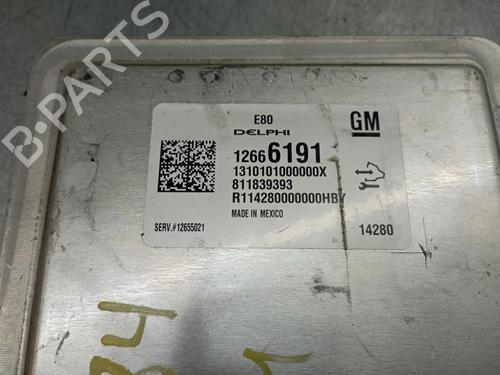 B-PARTS
E80
DELPHI
GM
12666191
1310101000000X
811839393
R114280000000HBY
MADE IN MEXICO
SERV.#12655021
14280